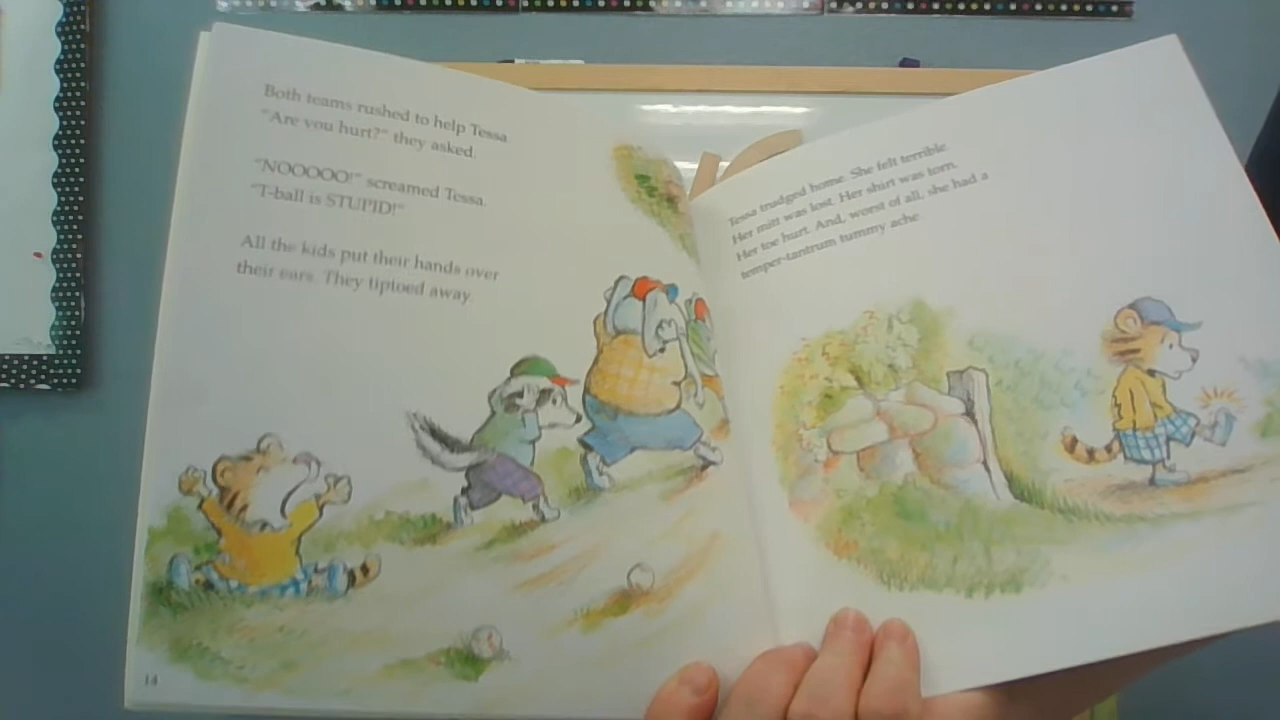 Both teams rushed to help Tessa.
"Are you hurt?" they asked.
"NOOOOO!" screamed Tessa.
"T-ball is STUPID!"
All the kids put their hands over
their ears. They tiptoed away.
14
Tessa trudged home. She felt terrible.
Her mitt was lost. Her shirt was torn.
Her toe hurt. And, worst of all, she had a
temper-tantrum tummy ache.